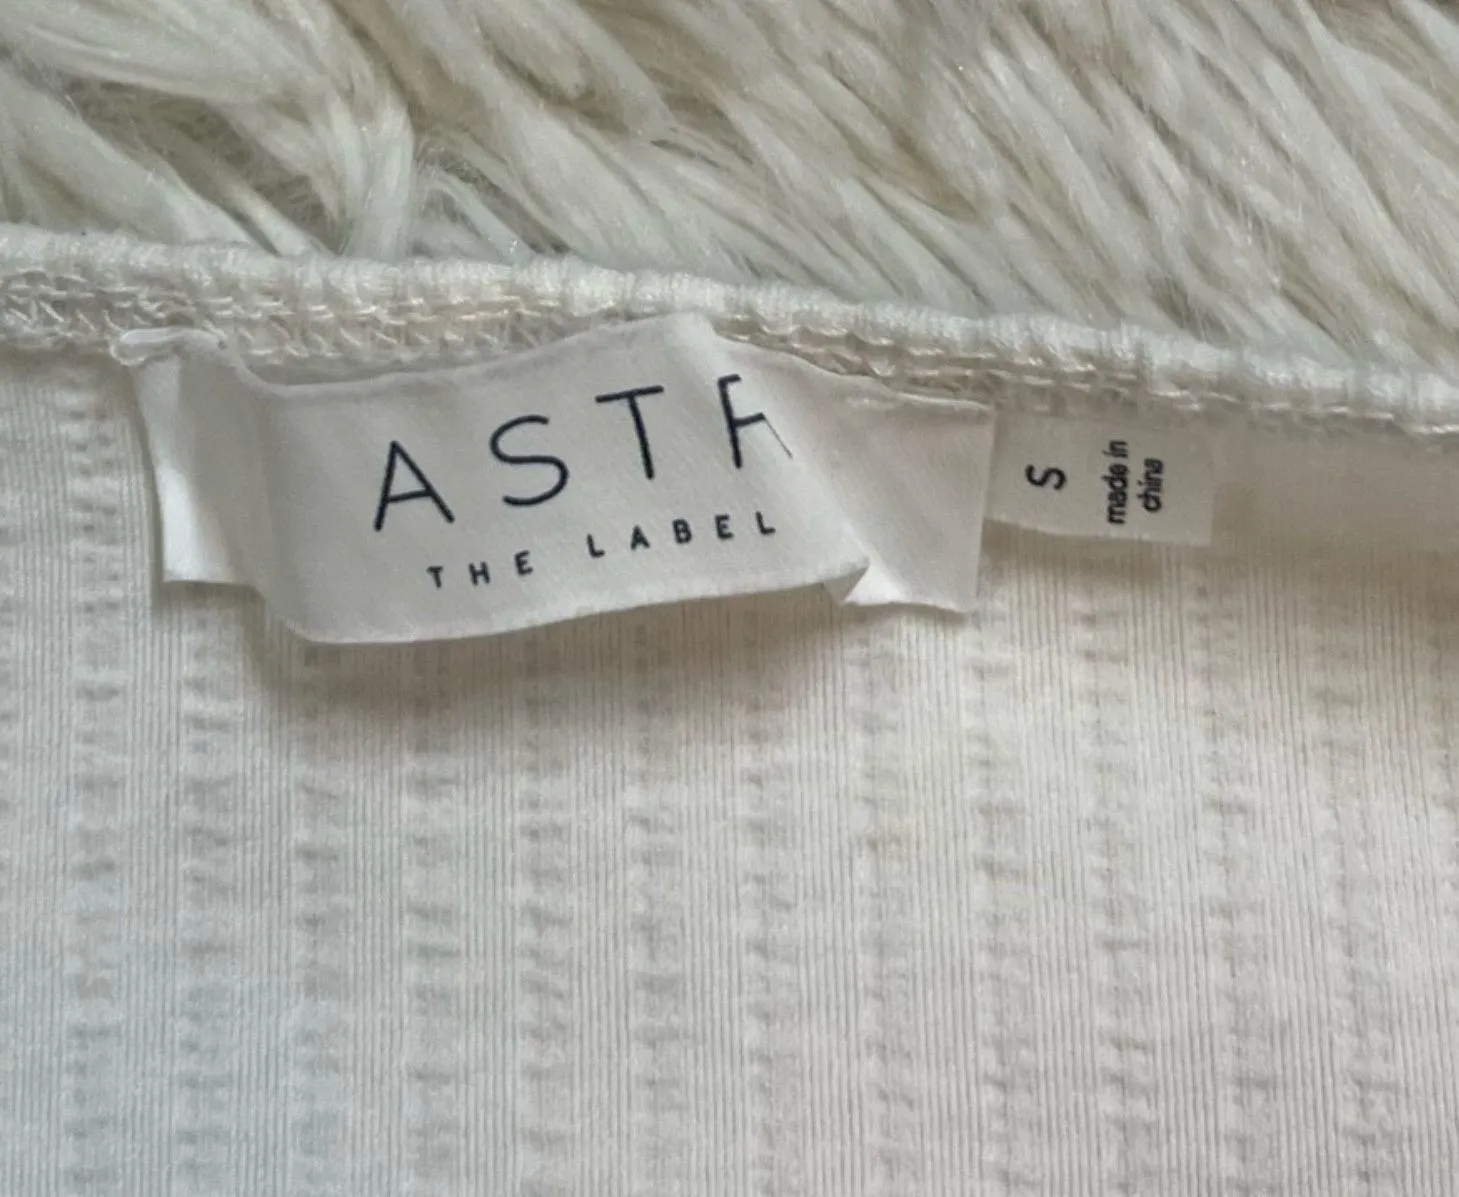 ASTR
THE LABEL
S
made in
china